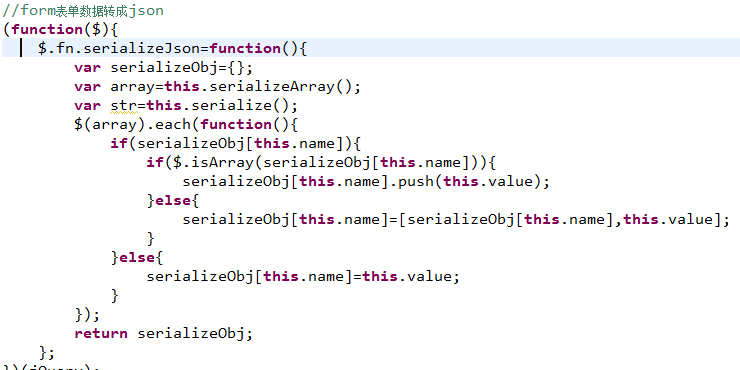 //form表单数据转成json
(function($){
    $.fn.serializeJson=function(){
        var serializeObj={};
        var array=this.serializeArray();
        var str=this.serialize();
        $(array).each(function(){
            if(serializeObj[this.name]){
                if($.isArray(serializeObj[this.name])){
                    serializeObj[this.name].push(this.value);
                }else{
                    serializeObj[this.name]=[serializeObj[this.name],this.value];
                }
            }else{
                serializeObj[this.name]=this.value;
            }
        });
        return serializeObj;
    };
})(jQuery);